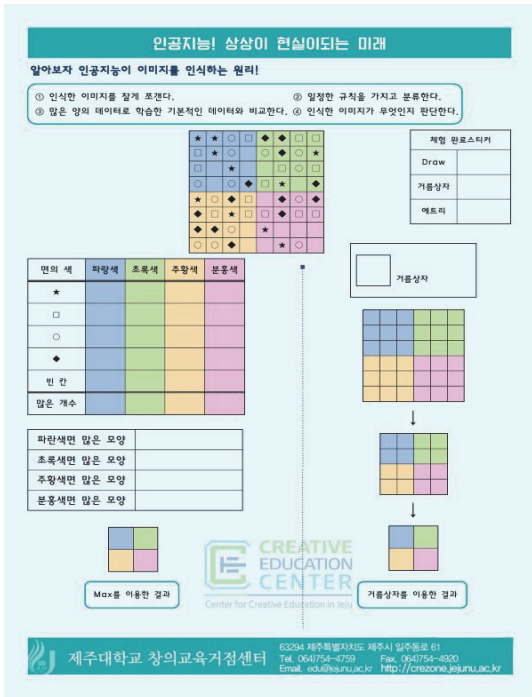 인공지능! 상상이 현실이되는 미래
알아보자 인공지능이 이미지를 인식하는 원리!
① 인식한 이미지를 잘게 쪼갠다. ② 일정한 규칙을 가지고 분류한다.
③ 많은 양의 데이터로 학습한 기본적인 데이터와 비교한다. ④ 인식한 이미지가 무엇인지 판단한다.
★ ★ ○ □ ◆ ◆ □ □
□ ★ ○ ○ ◆ ○ ★
□ ★ □ ○ □
○ ○ ◆ □ ★ ◆
★ ○ ◆ ◆ ○ ◆
◆ □ ★ □ □ ◆ □ □
◆ ◆ ○ ★
○ ○ ◆ ★ ○
체험 완료스티커
Draw
거름상자
에트리
면의 색 파랑색 초록색 주황색 분홍색
★
□
○
◆
빈 칸
많은 개수
거름상자
↓
↓
파란색면 많은 모양
초록색면 많은 모양
주황색면 많은 모양
분홍색면 많은 모양
Max를 이용한 결과
거름상자를 이용한 결과
CREATIVE
EDUCATION
CENTER
Center for Creative Education in Jeju
제주대학교 창의교육거점센터
63294 제주특별자치도 제주시 일주동로 61
Tel. 064)754-4759 Fax. 064)754-4920
Email. edu@jejunu.ac.kr http://crezone.jejunu.ac.kr